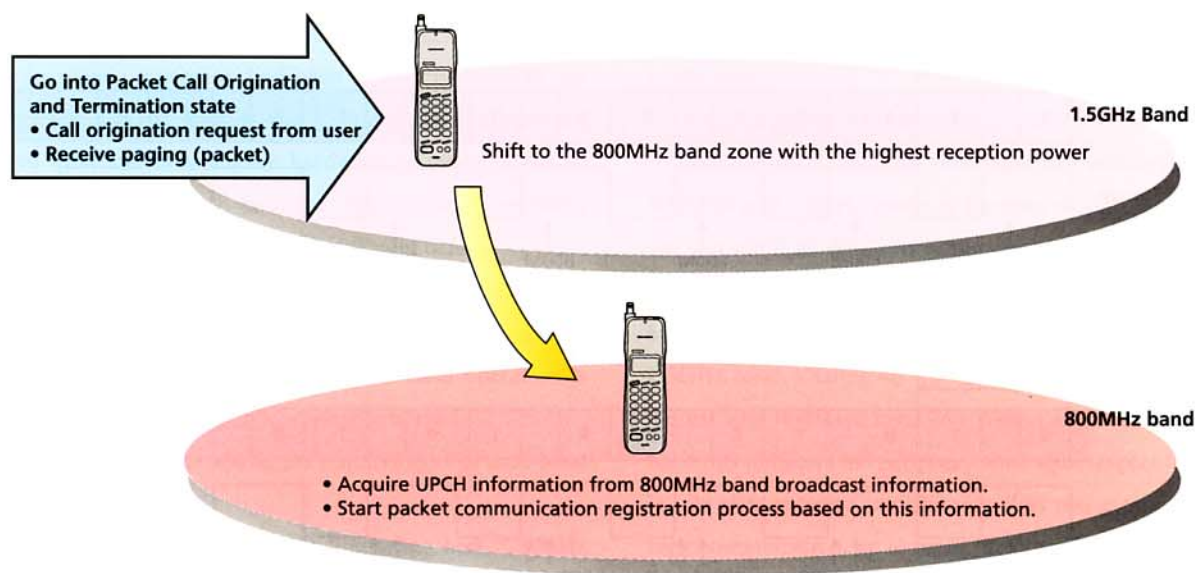 Go into Packet Call Origination
and Termination state
• Call origination request from user
• Receive paging (packet)
1.5GHz Band
Shift to the 800MHz band zone with the highest reception power
800MHz band
• Acquire UPCH information from 800MHz band broadcast information.
• Start packet communication registration process based on this information.